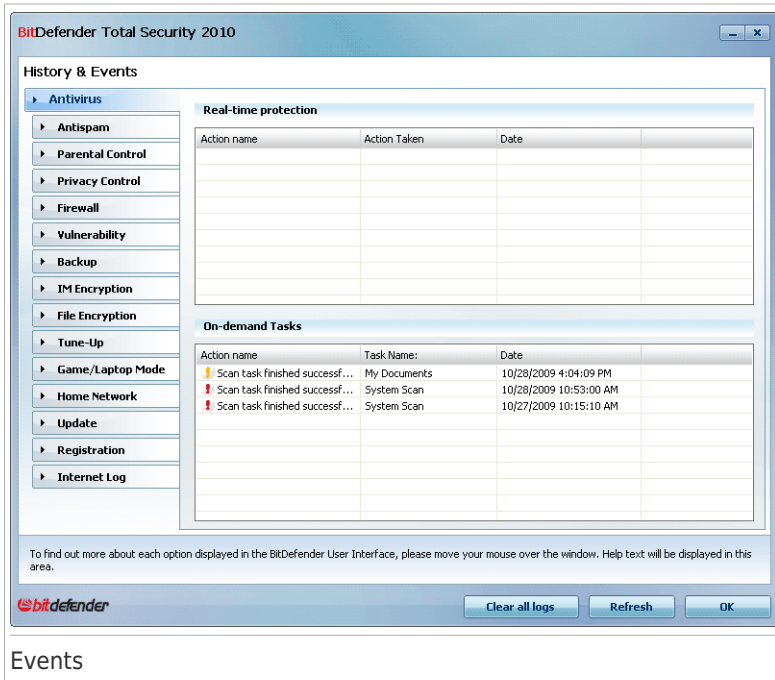 BitDefender Total Security 2010
History & Events
Antivirus
Antispam
Parental Control
Privacy Control
Firewall
Vulnerability
Backup
IM Encryption
File Encryption
Tune-Up
Game/Laptop Mode
Home Network
Update
Registration
Internet Log
Real-time protection
Action name Action Taken Date
On-demand Tasks
Action name Task Name: Date
Scan task finished successf... My Documents 10/28/2009 4:04:09 PM
Scan task finished successf... System Scan 10/28/2009 10:53:00 AM
Scan task finished successf... System Scan 10/27/2009 10:15:10 AM
To find out more about each option displayed in the BitDefender User Interface, please move your mouse over the window. Help text will be displayed in this
area.
bitdefender
Clear all logs Refresh OK
Events